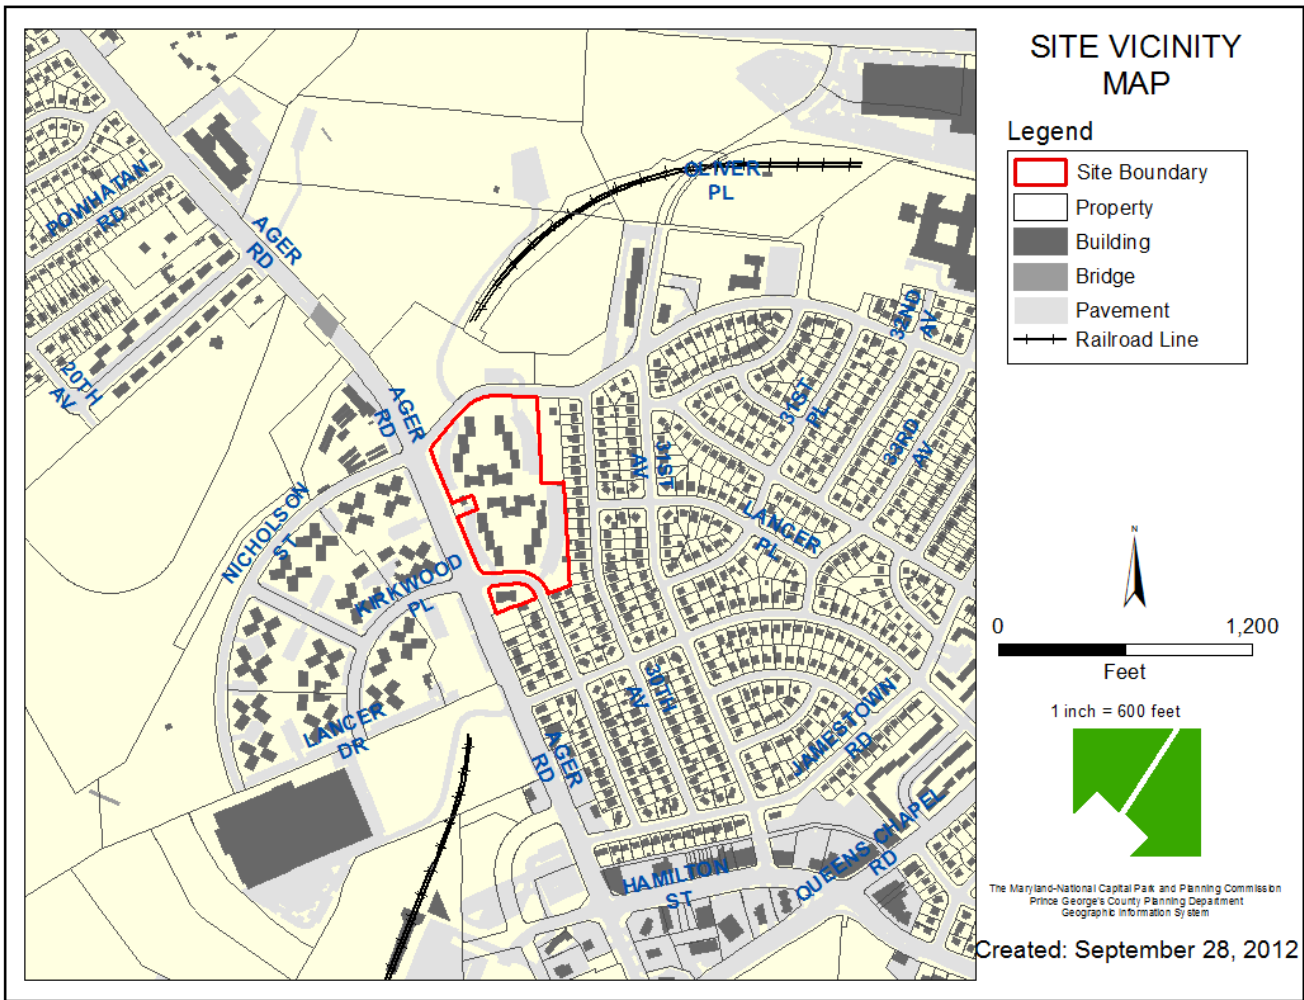 SITE VICINITY
MAP
Legend
Site Boundary
Property
Building
Bridge
Pavement
Railroad Line
OLIVER
PL
POWHATAN
RD
AGER
RD
32ND
AV
20TH
AV
AGER
RD
31ST
PL
33RD
AV
31ST
AV
NICHOLSON
ST
LANCER
PL
KIRKWOOD
PL
30TH
AV
JAMESTOWN
RD
LANCER
DR
AGER
RD
QUEENS CHAPEL
RD
HAMILTON
ST
N
0 1,200
Feet
1 inch = 600 feet
The Maryland-National Capital Park and Planning Commission
Prince George's County Planning Department
Geographic Information System
Created: September 28, 2012